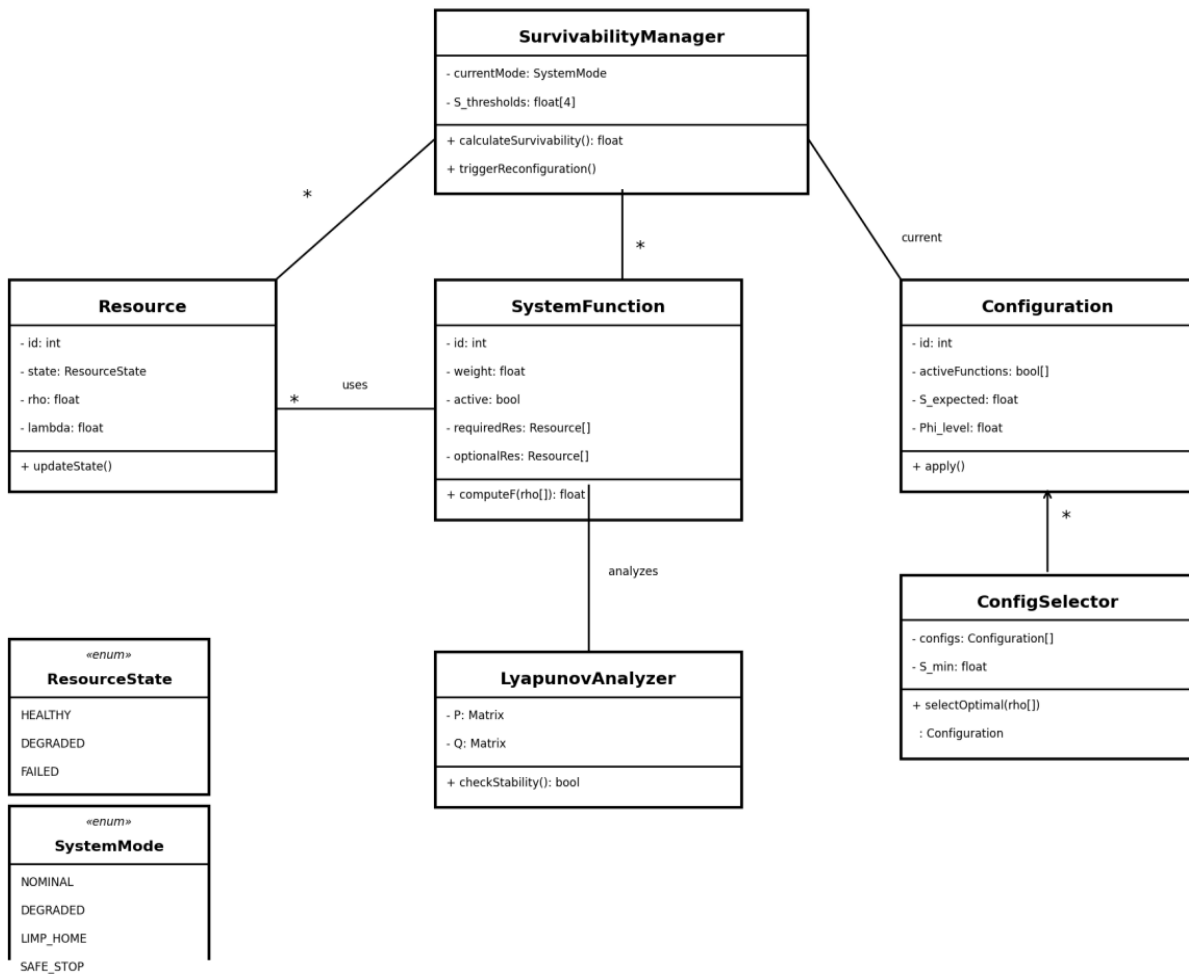 SurvivabilityManager
- currentMode: SystemMode
- S_thresholds: float[4]
+ calculateSurvivability(): float
+ triggerReconfiguration()
*
*
current
Resource
- id: int
- state: ResourceState
- rho: float
- lambda: float
+ updateState()
uses
*
SystemFunction
- id: int
- weight: float
- active: bool
- requiredRes: Resource[]
- optionalRes: Resource[]
+ computeF(rho[]): float
Configuration
- id: int
- activeFunctions: bool[]
- S_expected: float
- Phi_level: float
+ apply()
*
analyzes
ConfigSelector
- configs: Configuration[]
- S_min: float
+ selectOptimal(rho[])
: Configuration
«enum»
ResourceState
HEALTHY
DEGRADED
FAILED
LyapunovAnalyzer
- P: Matrix
- Q: Matrix
+ checkStability(): bool
«enum»
SystemMode
NOMINAL
DEGRADED
LIMP_HOME
SAFE_STOP